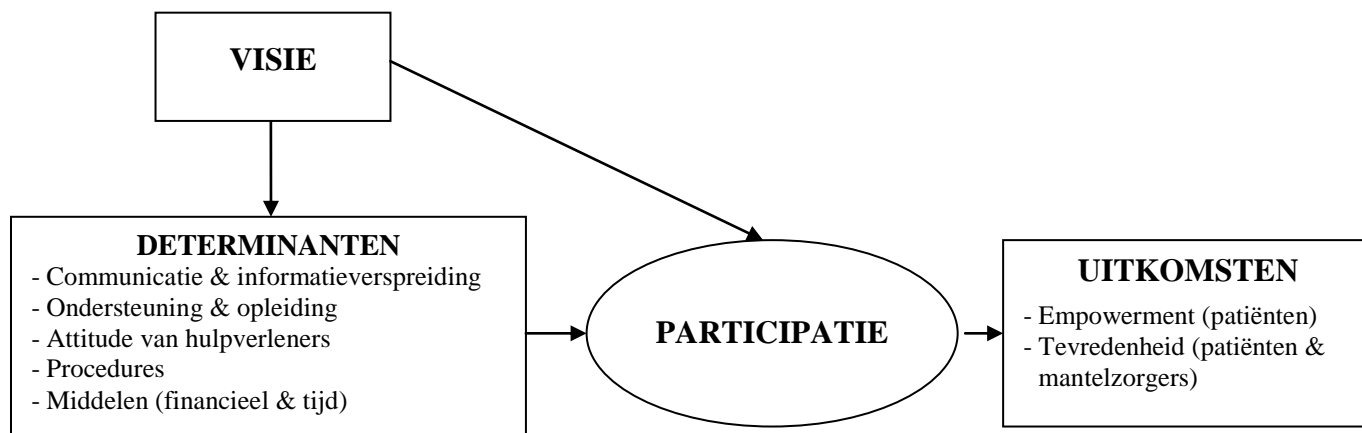 VISIE
DETERMINANTEN
- Communicatie & informatieverspreiding
- Ondersteuning & opleiding
- Attitude van hulpverleners
- Procedures
- Middelen (financieel & tijd)
PARTICIPATIE
UITKOMSTEN
- Empowerment (patiënten)
- Tevredenheid (patiënten &
mantelzorgers)